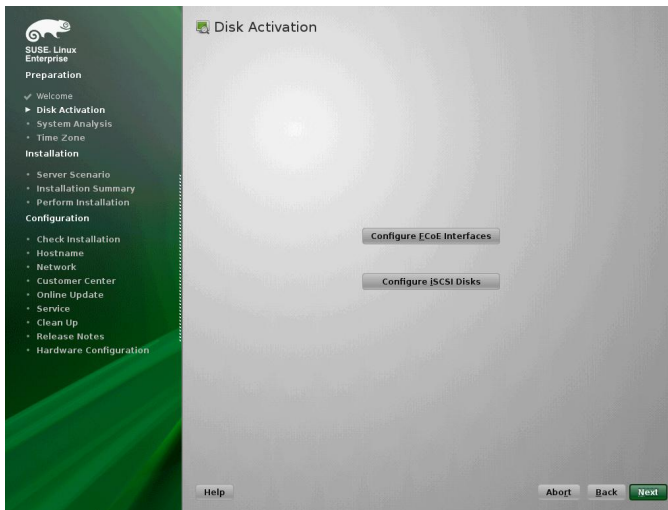 SUSE. Linux
Enterprise
Preparation
Welcome
Disk Activation
System Analysis
Time Zone
Installation
Server Scenario
Installation Summary
Perform Installation
Configuration
Check Installation
Hostname
Network
Customer Center
Online Update
Service
Clean Up
Release Notes
Hardware Configuration
Disk Activation
Configure FCoE Interfaces
Configure iSCSI Disks
Help
Abort
Back
Next